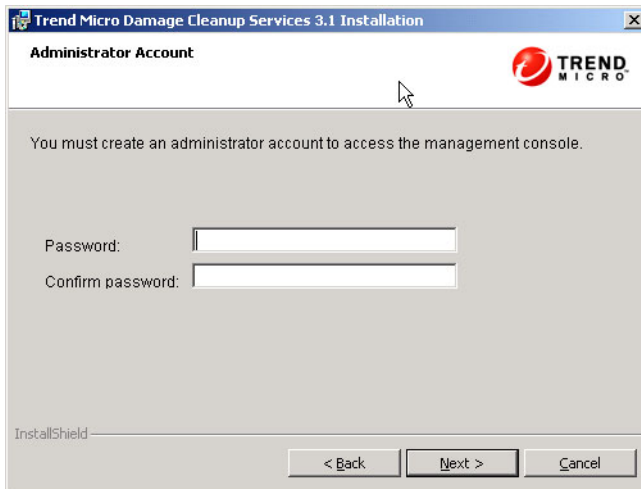 Trend Micro Damage Cleanup Services 3.1 Installation
Administrator Account
TREND
MICRO™
You must create an administrator account to access the management console.
Password:
Confirm password:
InstallShield
< Back
Next >
Cancel